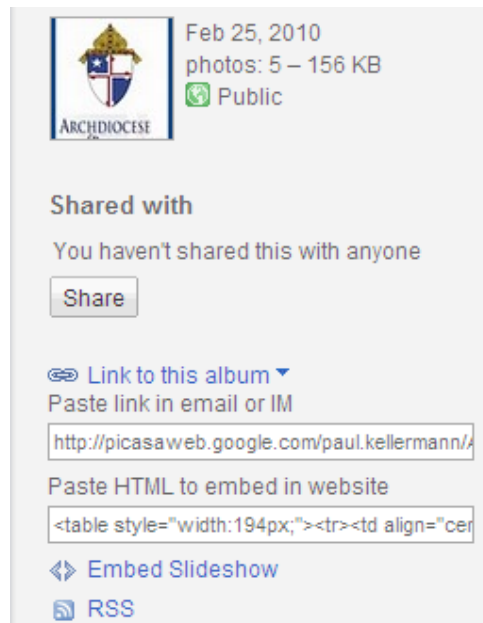 Feb 25, 2010
photos: 5 – 156 KB
Public
ARCHDIOCESE
Shared with
You haven't shared this with anyone
Share
Link to this album
Paste link in email or IM
http://picasaweb.google.com/paul.kellermann/
Paste HTML to embed in website
<table style="width:194px;"><tr><td align="cer
Embed Slideshow
RSS